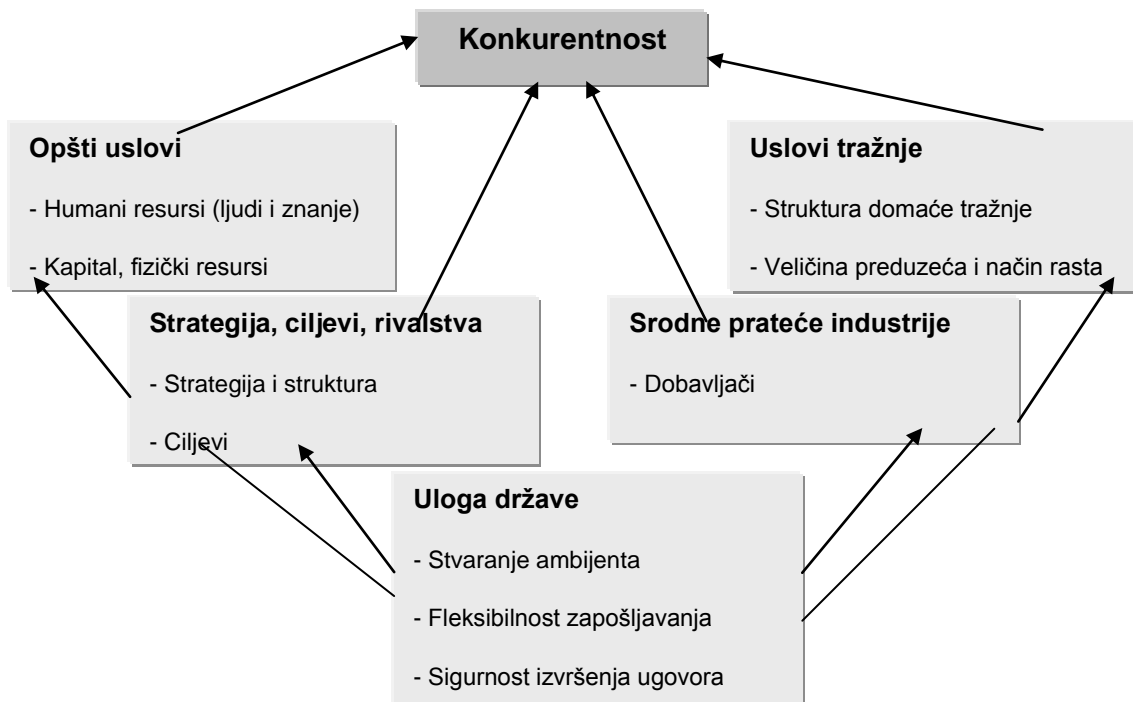 Konkurentnost
Opšti uslovi
- Humani resursi (ljudi i znanje)
- Kapital, fizički resursi
Uslovi tražnje
- Struktura domaće tražnje
- Veličina preduzeća i način rasta
Strategija, ciljevi, rivalstva
- Strategija i struktura
- Ciljevi
Srodne prateće industrije
- Dobavljači
Uloga države
- Stvaranje ambijenta
- Fleksibilnost zapošljavanja
- Sigurnost izvršenja ugovora